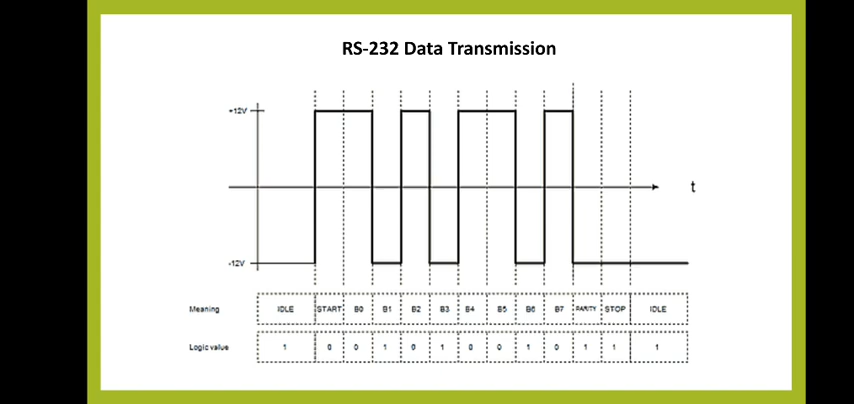 RS-232 Data Transmission
+12V
t
-12V
Meaning IDLE START B0 B1 B2 B3 B4 B5 B6 B7 PARITY STOP IDLE
Logic value 1 0 0 1 0 1 0 0 1 0 1 1 1